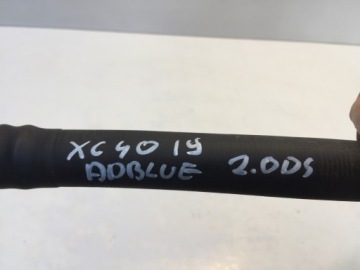 XC40 19
ADBLUE 2.0DS